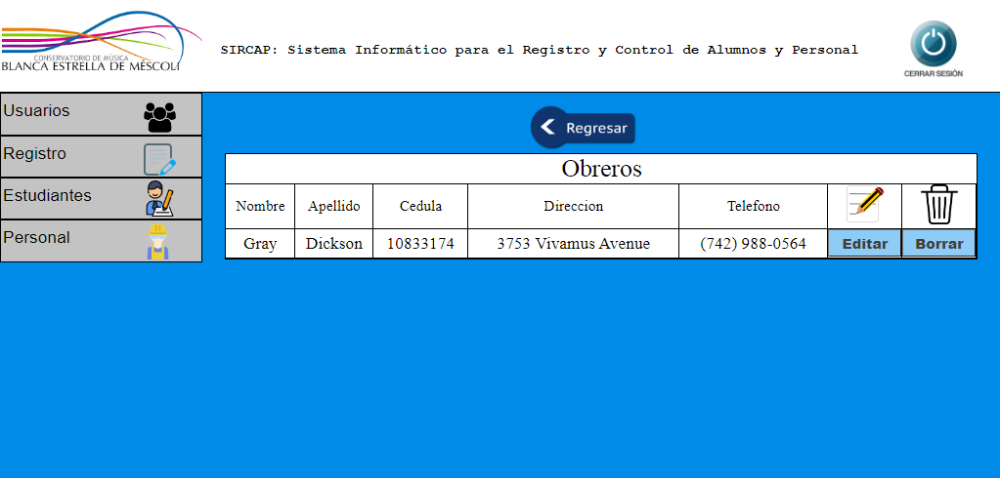 CONSERVATORIO DE MÚSICA
BLANCA ESTRELLA DE MÉSCOLI
SIRCAP: Sistema Informático para el Registro y Control de Alumnos y Personal
CERRAR SESIÓN
Usuarios
Registro
Estudiantes
Personal
Regresar
Obreros
Nombre Apellido Cedula Direccion Telefono
Gray Dickson 10833174 3753 Vivamus Avenue (742) 988-0564 Editar Borrar